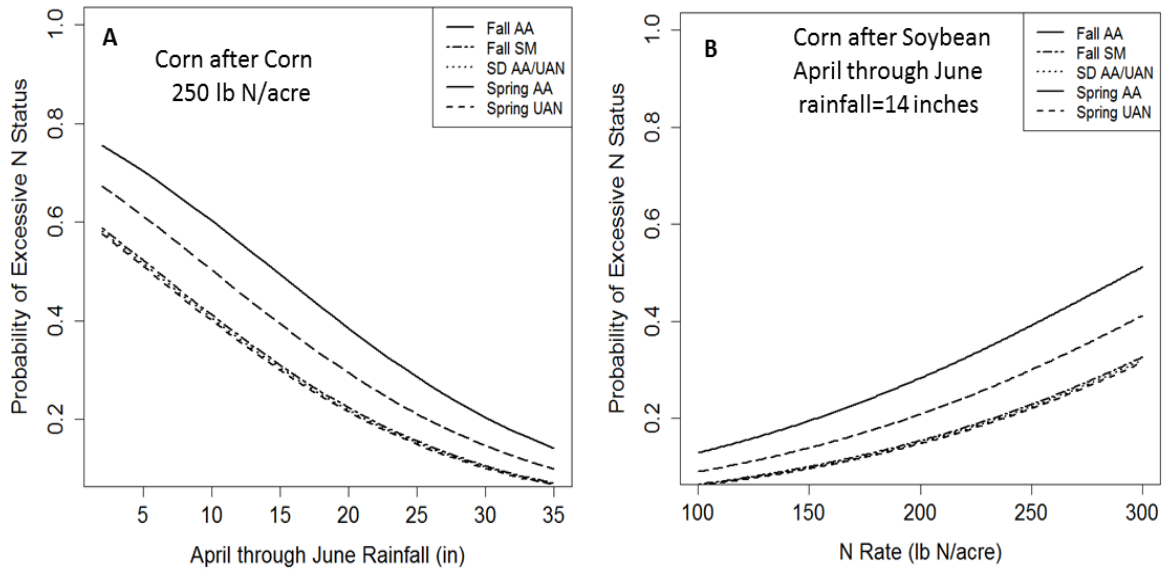 A
Corn after Corn
250 lb N/acre
Fall AA
Fall SM
SD AA/UAN
Spring AA
Spring UAN
Probability of Excessive N Status
1.0
0.8
0.6
0.4
0.2
5 10 15 20 25 30 35
April through June Rainfall (in)
B
Corn after Soybean
April through June
rainfall=14 inches
Fall AA
Fall SM
SD AA/UAN
Spring AA
Spring UAN
Probability of Excessive N Status
1.0
0.8
0.6
0.4
0.2
100 150 200 250 300
N Rate (lb N/acre)